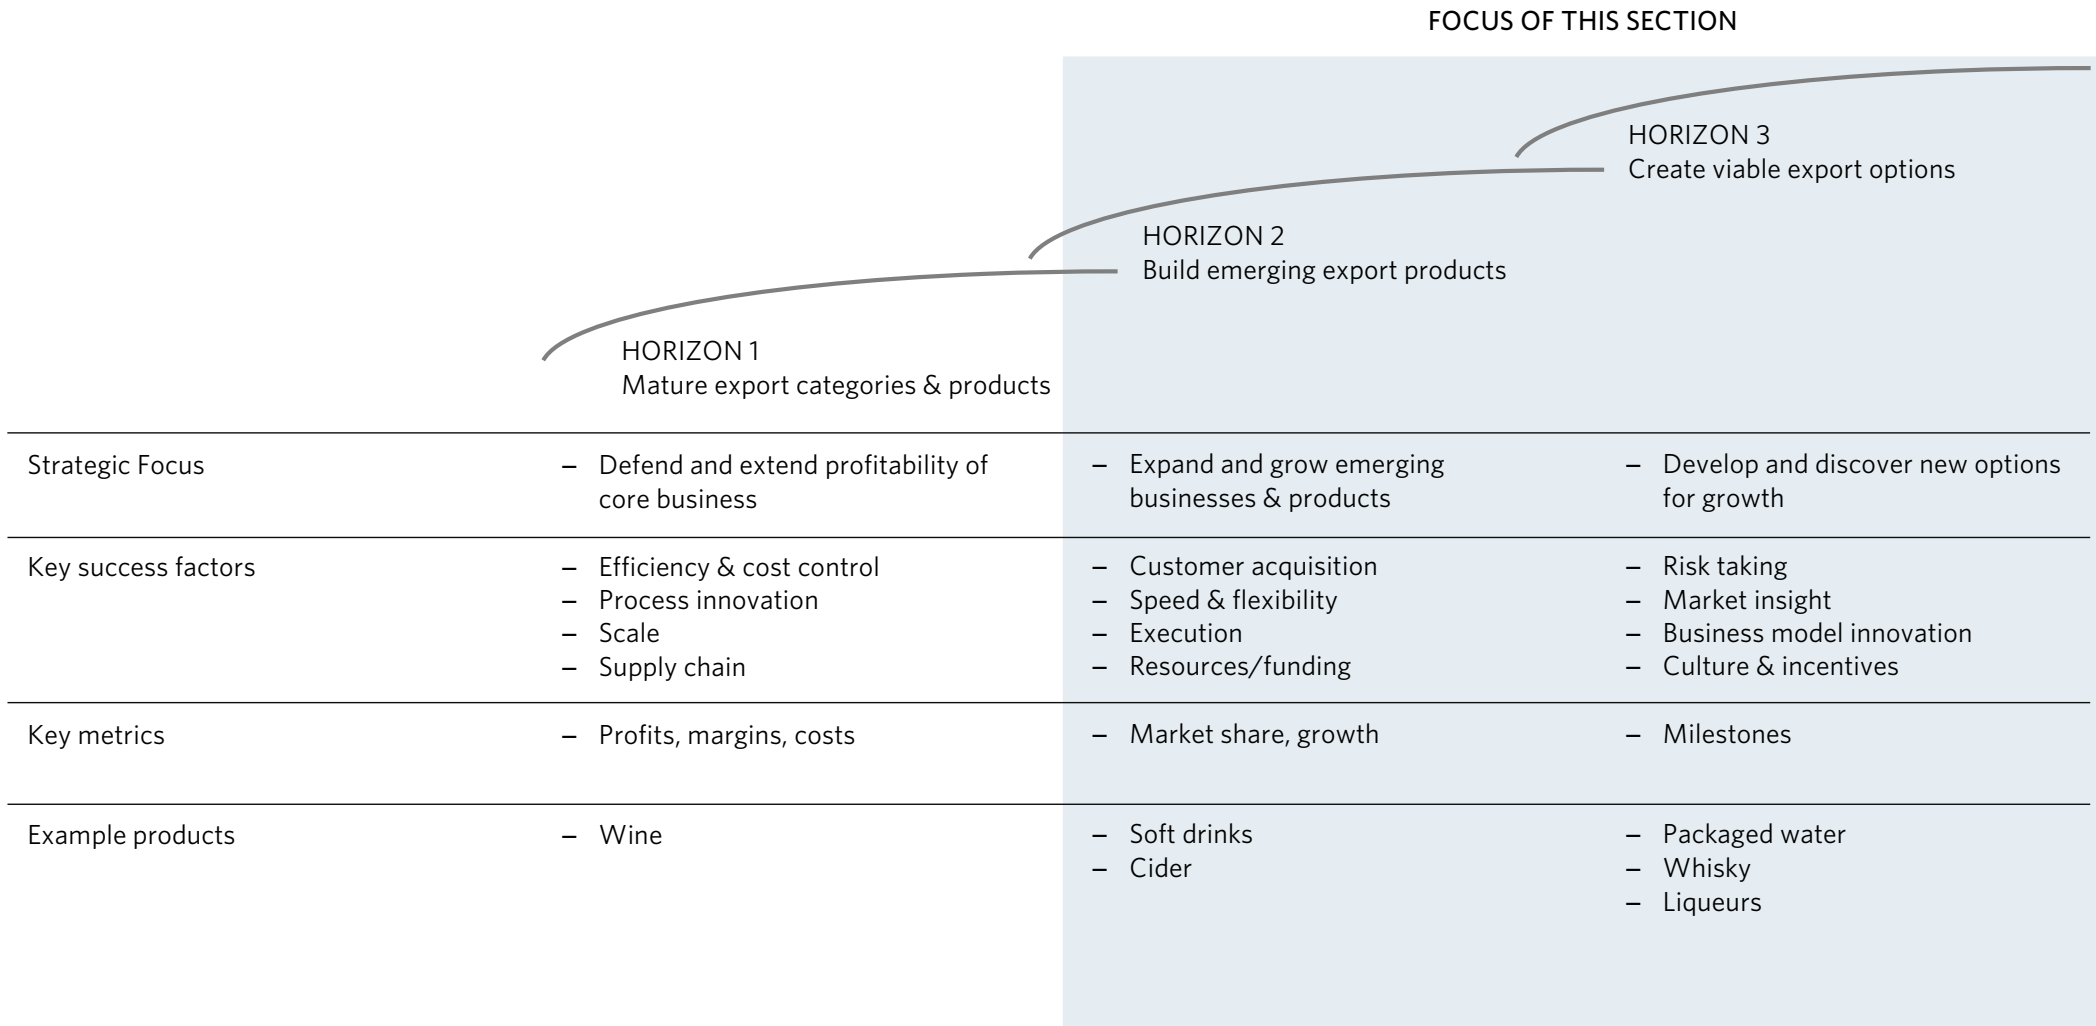 FOCUS OF THIS SECTION
HORIZON 3
Create viable export options
HORIZON 2
Build emerging export products
HORIZON 1
Mature export categories & products
Strategic Focus
– Defend and extend profitability of
core business
– Expand and grow emerging
businesses & products
– Develop and discover new options
for growth
Key success factors
– Efficiency & cost control
– Process innovation
– Scale
– Supply chain
– Customer acquisition
– Speed & flexibility
– Execution
– Resources/funding
– Risk taking
– Market insight
– Business model innovation
– Culture & incentives
Key metrics
– Profits, margins, costs
– Market share, growth
– Milestones
Example products
– Wine
– Soft drinks
– Cider
– Packaged water
– Whisky
– Liqueurs